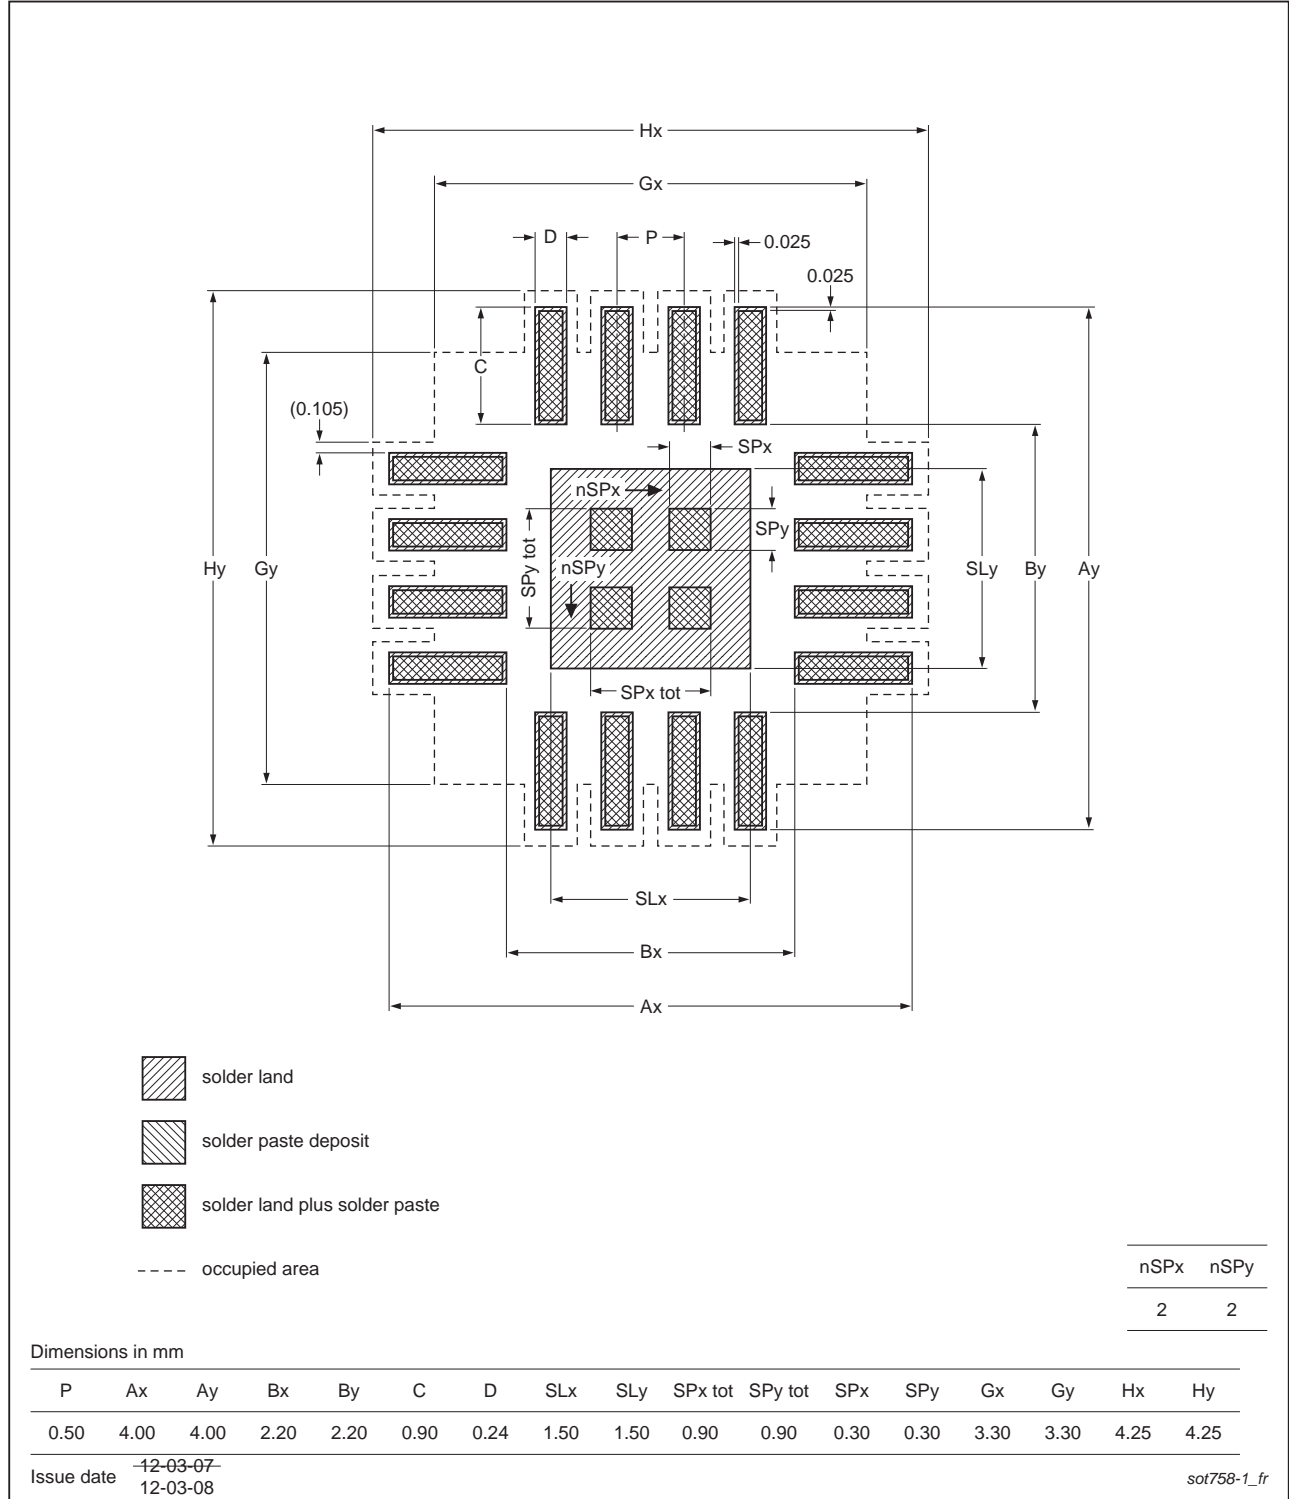 Hx
Gx
D
P
0.025
0.025
C
(0.105)
SPx
nSPx
SPy
SPy tot
nSPy
Hy
Gy
SLy
By
Ay
SPx tot
SLx
Bx
Ax
solder land
solder paste deposit
solder land plus solder paste
occupied area
nSPx nSPy
2 2
Dimensions in mm
P Ax Ay Bx By C D SLx SLy SPx tot SPy tot SPx SPy Gx Gy Hx Hy
0.50 4.00 4.00 2.20 2.20 0.90 0.24 1.50 1.50 0.90 0.90 0.30 0.30 3.30 3.30 4.25 4.25
Issue date 12-03-07
12-03-08
sot758-1_fr